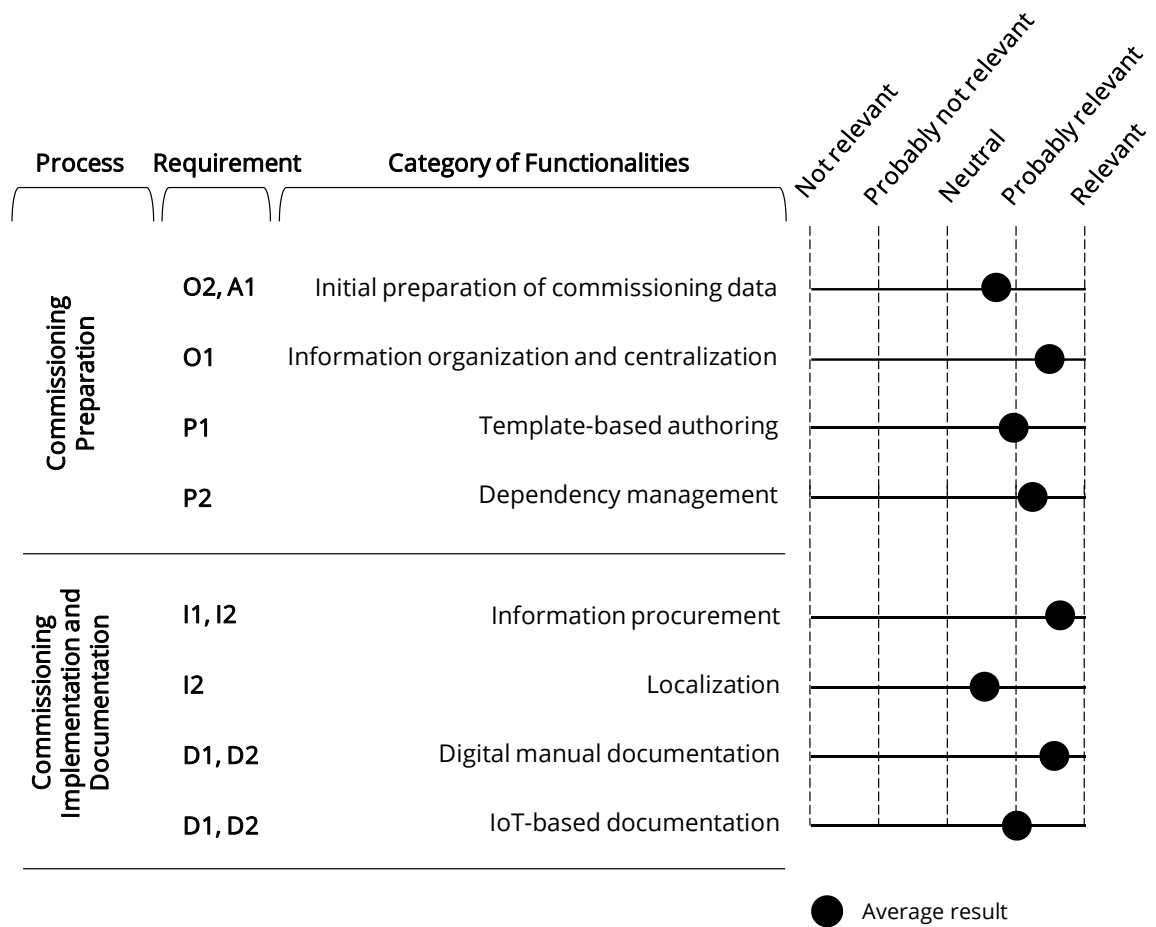 Process
Requirement
Category of Functionalities
Not relevant
Probably not relevant
Neutral
Probably relevant
Relevant
Commissioning
Preparation
O2, A1
Initial preparation of commissioning data
O1
Information organization and centralization
P1
Template-based authoring
P2
Dependency management
Commissioning
Implementation and
Documentation
I1, I2
Information procurement
I2
Localization
D1, D2
Digital manual documentation
D1, D2
IoT-based documentation
Average result